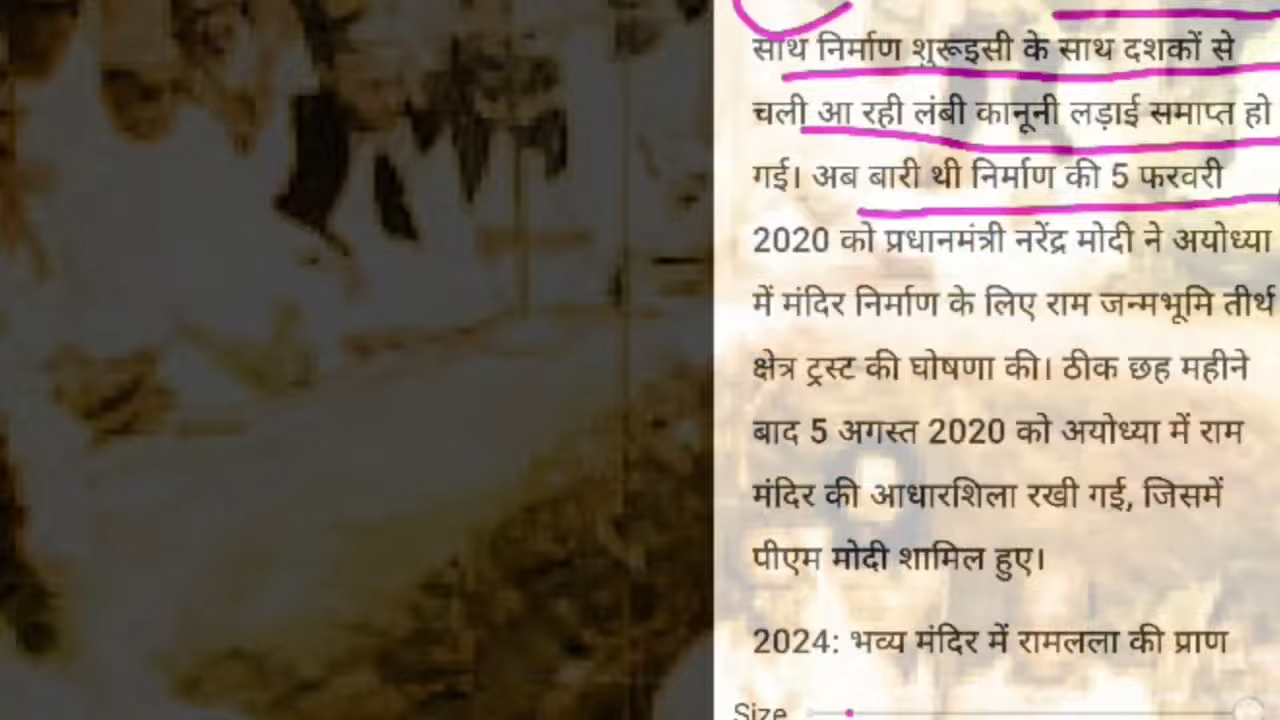 साथ निर्माण शुरूइसी के साथ दशकों से
चली आ रही लंबी कानूनी लड़ाई समाप्त हो
गई। अब बारी थी निर्माण की 5 फरवरी
2020 को प्रधानमंत्री नरेंद्र मोदी ने अयोध्या
में मंदिर निर्माण के लिए राम जन्मभूमि तीर्थ
क्षेत्र ट्रस्ट की घोषणा की। ठीक छह महीने
बाद 5 अगस्त 2020 को अयोध्या में राम
मंदिर की आधारशिला रखी गई, जिसमें
पीएम मोदी शामिल हुए।
2024: भव्य मंदिर में रामलला की प्राण
Size